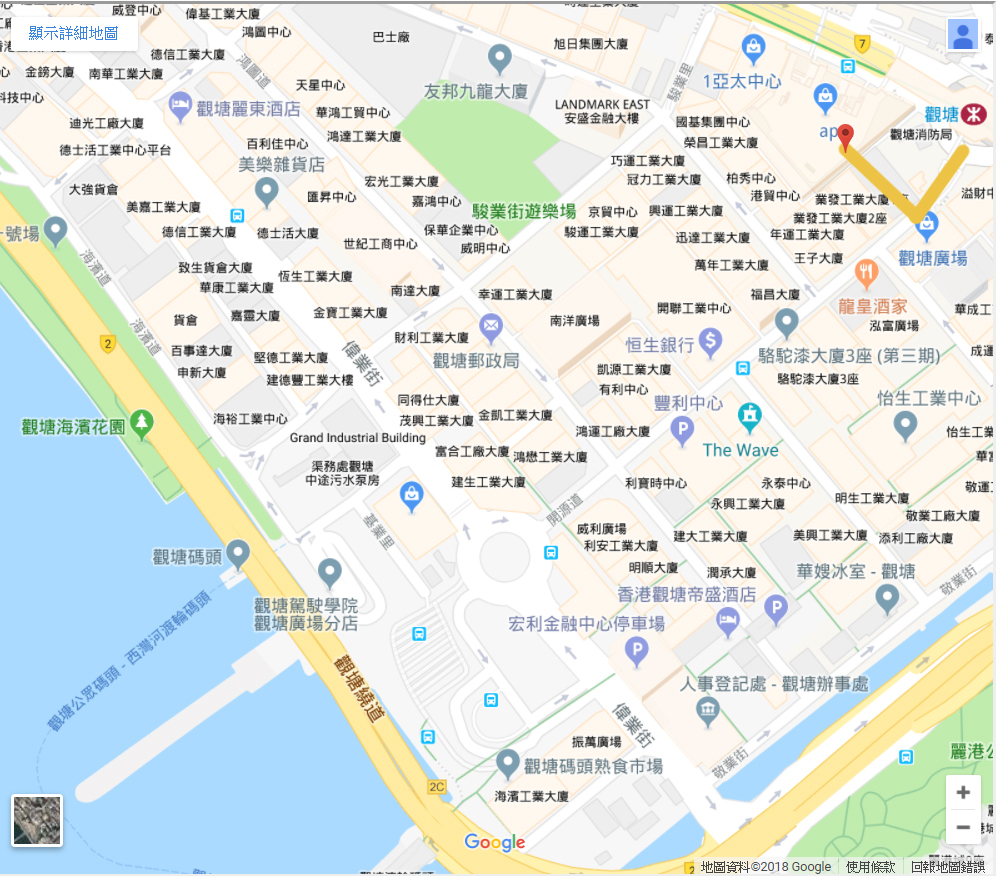 威登中心
偉基工業大廈
鴻圖中心
顯示詳細地圖
巴士廠
旭日集團大廈
7
德信工業大廈
金鎊大廈
南華工業大廈
鴻圖道
天星中心
友邦九龍大廈
駿業里
1亞太中心
科技中心
觀塘麗東酒店
華鴻工貿中心
LANDMARK EAST
安盛金融大樓
觀塘
迪光工廠大廈
鴻達工業大廈
國基集團中心
ap
觀塘消防局
德士活工業中心平台
百利佳中心
榮昌工業大廈
美樂雜貨店
巧運工業大廈
大強貨倉
宏光工業大廈
冠力工業大廈
柏秀中心
匯昇中心
嘉鴻中心
港貿中心
業發工業大廈
美嘉工業大廈
駿業街遊樂場
京貿中心
興運工業大廈
業發工業大廈2座
一號場
德信工業大廈
德士活大廈
保華企業中心
駿運工業大廈
迅達工業大廈
年運工業大廈
世紀工商中心
威明中心
王子大廈
觀塘廣場
海濱道
致生貨倉大廈
恆生工業大廈
萬年工業大廈
華康工業大廈
南達大廈
幸運工業大廈
福昌大廈
龍皇酒家
貨倉
嘉靈大廈
金寶工業大廈
南洋廣場
開聯工業中心
泓富廣場
華成工
海濱道
2
百事達大廈
堅德工業大廈
偉業街
財利工業大廈
觀塘郵政局
恒生銀行
駱駝漆大廈3座 (第三期)
申新大廈
建德豐工業大樓
凱源工業大廈
駱駝漆大廈3座
有利中心
同得仕大廈
豐利中心
怡生工業中心
觀塘海濱花園
海裕工業中心
茂興工業大廈
金凱工業大廈
鴻運工廠大廈
Grand Industrial Building
The Wave
怡生工業
富合工廠大廈
鴻懋工業大廈
渠務處觀塘
中途污水泵房
建生工業大廈
利寶時中心
永泰中心
永興工業大廈
明生工業大廈
基業里
開源道
威利廣場
敬業工廠大廈
利安工業大廈
建大工業大廈
美興工業大廈
添利工廠大廈
觀塘碼頭
明順大廈
潤承大廈
華嫂冰室 - 觀塘
敬業街
香港觀塘帝盛酒店
觀塘駕駛學院
觀塘廣場分店
宏利金融中心停車場
觀塘公眾碼頭 - 西灣河渡輪碼頭
觀塘繞道
人事登記處 - 觀塘辦事處
偉業街
振萬廣場
敬業街
觀塘碼頭熟食市場
2C
海濱工業大廈
Google
2
地圖資料©2018 Google
使用條款
回報地圖錯誤